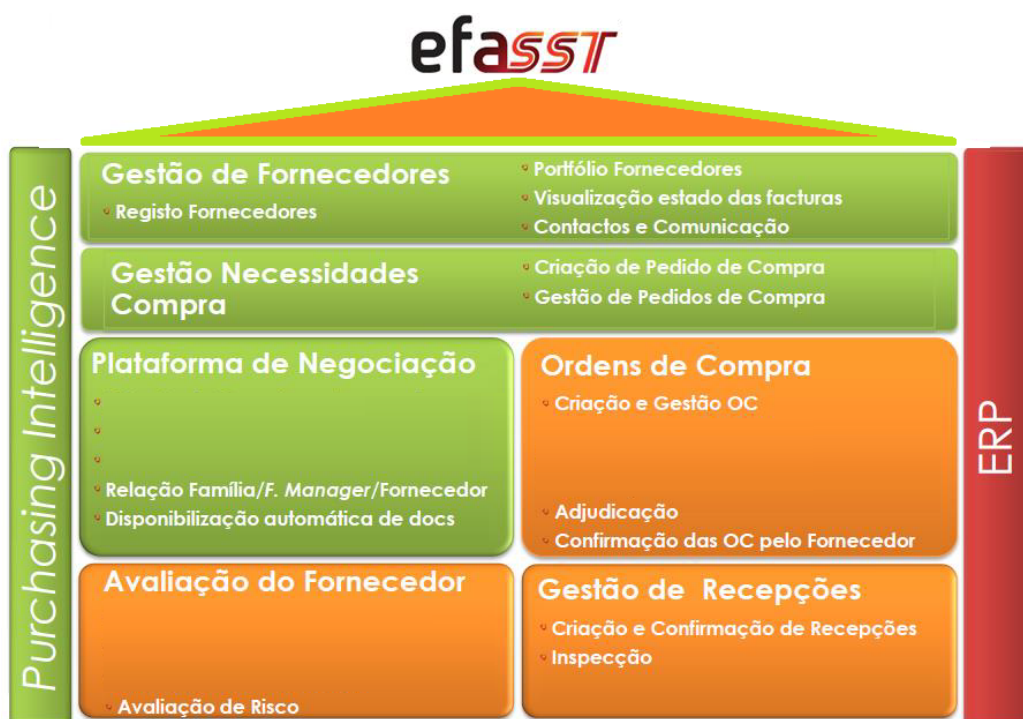 efasst
Purchasing Intelligence
Gestão de Fornecedores
Registo Fornecedores
Portfólio Fornecedores
Visualização estado das facturas
Contactos e Comunicação
Gestão Necessidades
Compra
Criação de Pedido de Compra
Gestão de Pedidos de Compra
Plataforma de Negociação
Relação Família/F. Manager/Fornecedor
Disponibilização automática de docs
Ordens de Compra
Criação e Gestão OC
Adjudicação
Confirmação das OC pelo Fornecedor
Avaliação do Fornecedor
Avaliação de Risco
Gestão de Recepções
Criação e Confirmação de Recepções
Inspecção
ERP